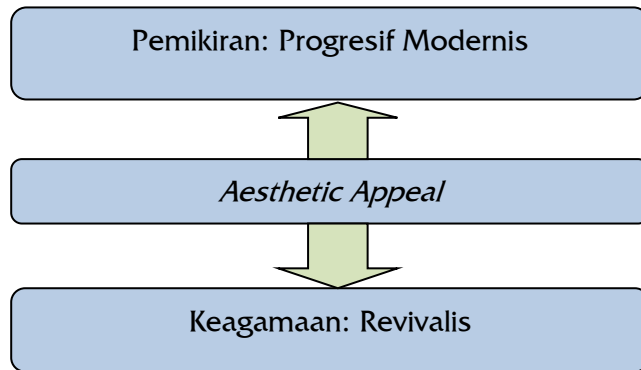 Pemikiran: Progresif Modernis
Aesthetic Appeal
Keagamaan: Revivalis